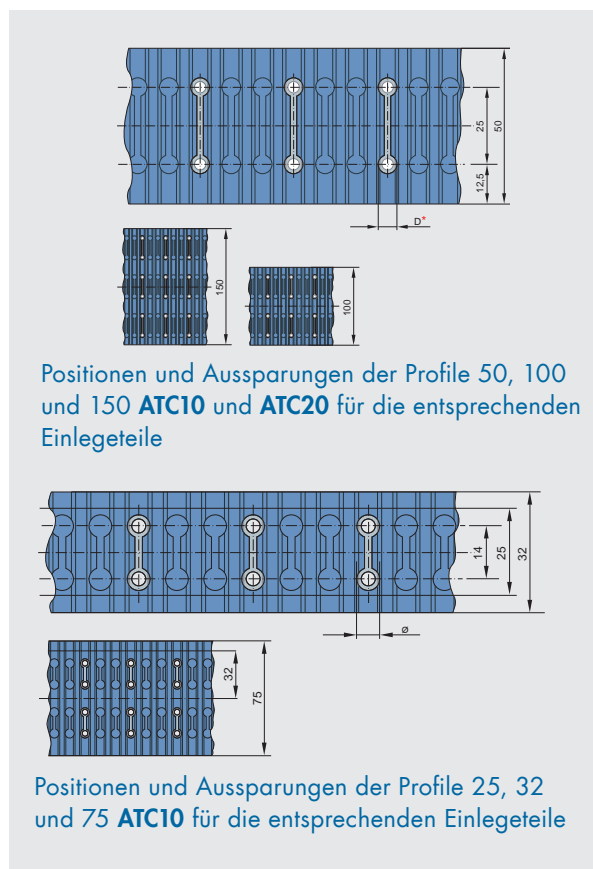 25
50
12,5
D*
150
100
Positionen und Aussparungen der Profile 50, 100
und 150 ATC10 und ATC20 für die entsprechenden
Einlegeteile
14
25
32
ø
32
75
Positionen und Aussparungen der Profile 25, 32
und 75 ATC10 für die entsprechenden Einlegeteile